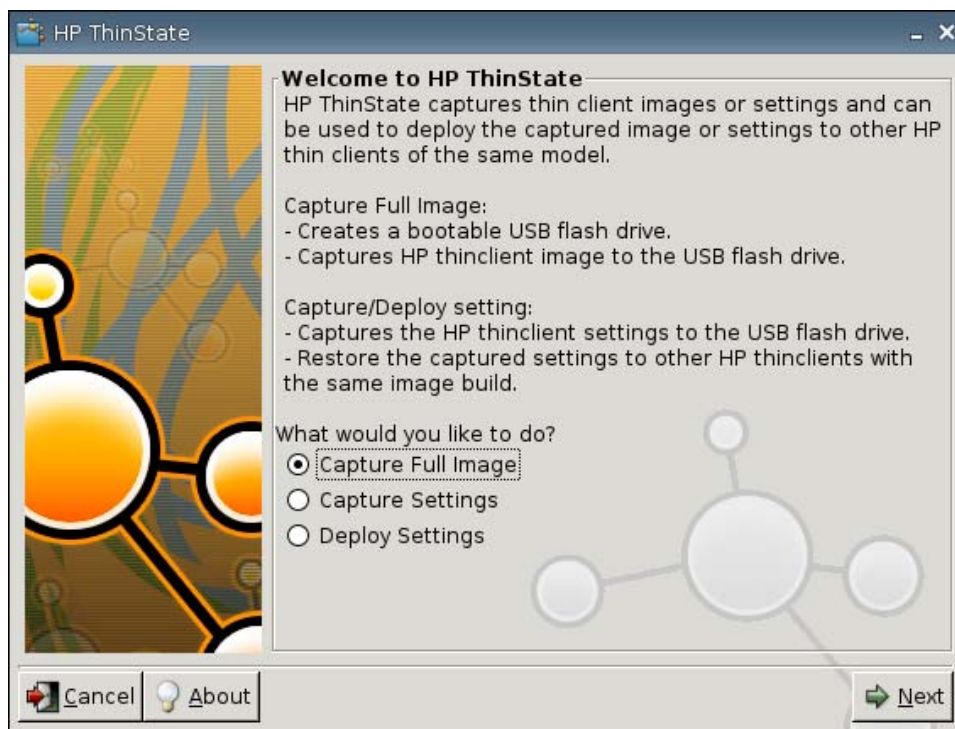 HP ThinState
Welcome to HP ThinState
HP ThinState captures thin client images or settings and can
be used to deploy the captured image or settings to other HP
thin clients of the same model.
Capture Full Image:
- Creates a bootable USB flash drive.
- Captures HP thinclient image to the USB flash drive.
Capture/Deploy setting:
- Captures the HP thinclient settings to the USB flash drive.
- Restore the captured settings to other HP thinclients with
the same image build.
What would you like to do?
Capture Full Image
Capture Settings
Deploy Settings
Cancel About Next